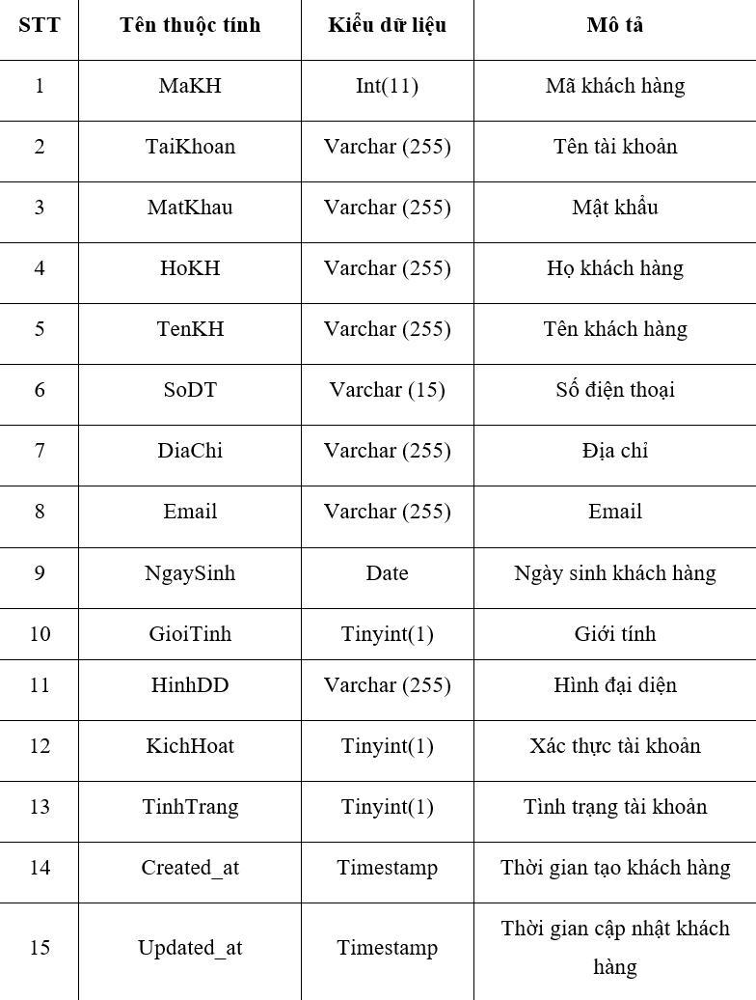 STT Tên thuộc tính Kiểu dữ liệu Mô tả
1 MaKH Int(11) Mã khách hàng
2 TaiKhoan Varchar (255) Tên tài khoản
3 MatKhau Varchar (255) Mật khẩu
4 HoKH Varchar (255) Họ khách hàng
5 TenKH Varchar (255) Tên khách hàng
6 SoDT Varchar (15) Số điện thoại
7 DiaChi Varchar (255) Địa chỉ
8 Email Varchar (255) Email
9 NgaySinh Date Ngày sinh khách hàng
10 GioiTinh Tinyint(1) Giới tính
11 HinhDD Varchar (255) Hình đại diện
12 KichHoat Tinyint(1) Xác thực tài khoản
13 TinhTrang Tinyint(1) Tình trạng tài khoản
14 Created_at Timestamp Thời gian tạo khách hàng
15 Updated_at Timestamp Thời gian cập nhật khách
hàng